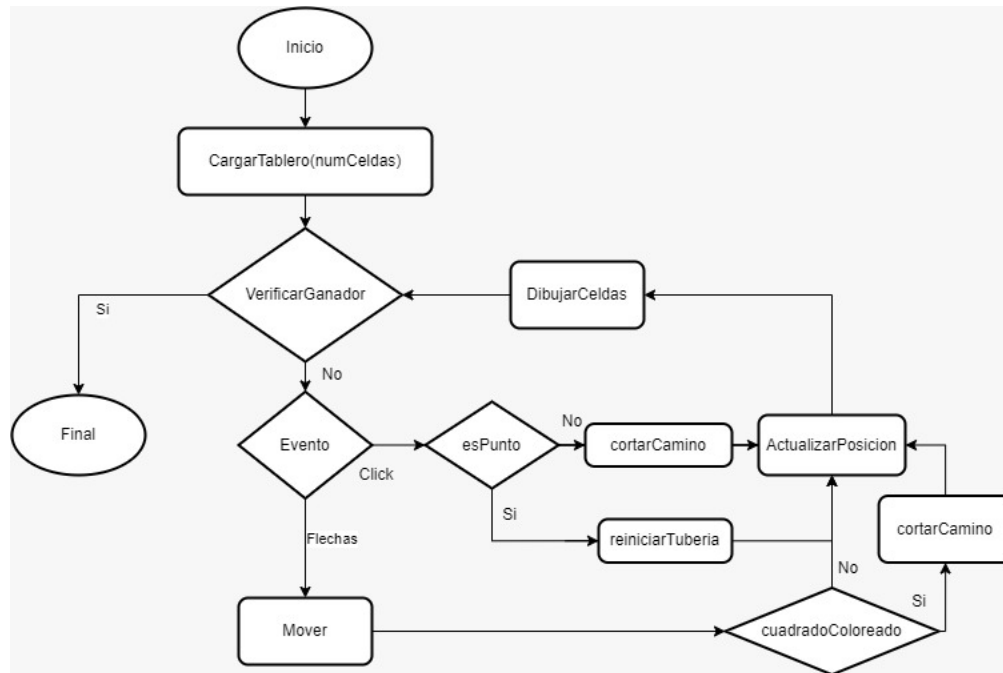 Inicio
CargarTablero(numCeldas)
VerificarGanador
DibujarCeldas
Si
No
Final
Evento
Click
esPunto
No
cortarCamino
ActualizarPosicion
Si
reiniciarTuberia
cortarCamino
Flechas
No
Si
Mover
cuadradoColoreado